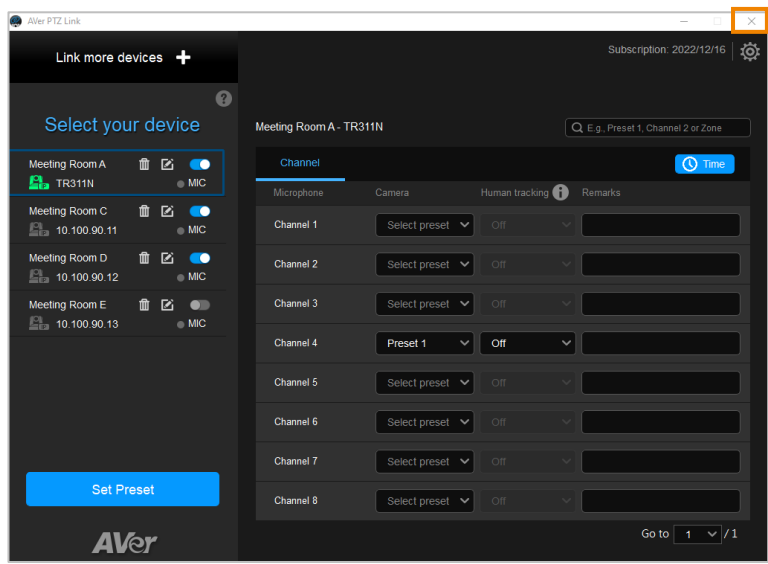 AVer PTZ Link
Link more devices
Subscription: 2022/12/16
?
Select your device
Meeting Room A
TR311N
MIC
Meeting Room C
10.100.90.11
MIC
Meeting Room D
10.100.90.12
MIC
Meeting Room E
10.100.90.13
MIC
Set Preset
AVer
Meeting Room A - TR311N
E.g., Preset 1, Channel 2 or Zone
Channel
Time
Microphone Camera Human tracking i Remarks
Channel 1 Select preset Off
Channel 2 Select preset Off
Channel 3 Select preset Off
Channel 4 Preset 1 Off
Channel 5 Select preset Off
Channel 6 Select preset Off
Channel 7 Select preset Off
Channel 8 Select preset Off
Go to 1 / 1